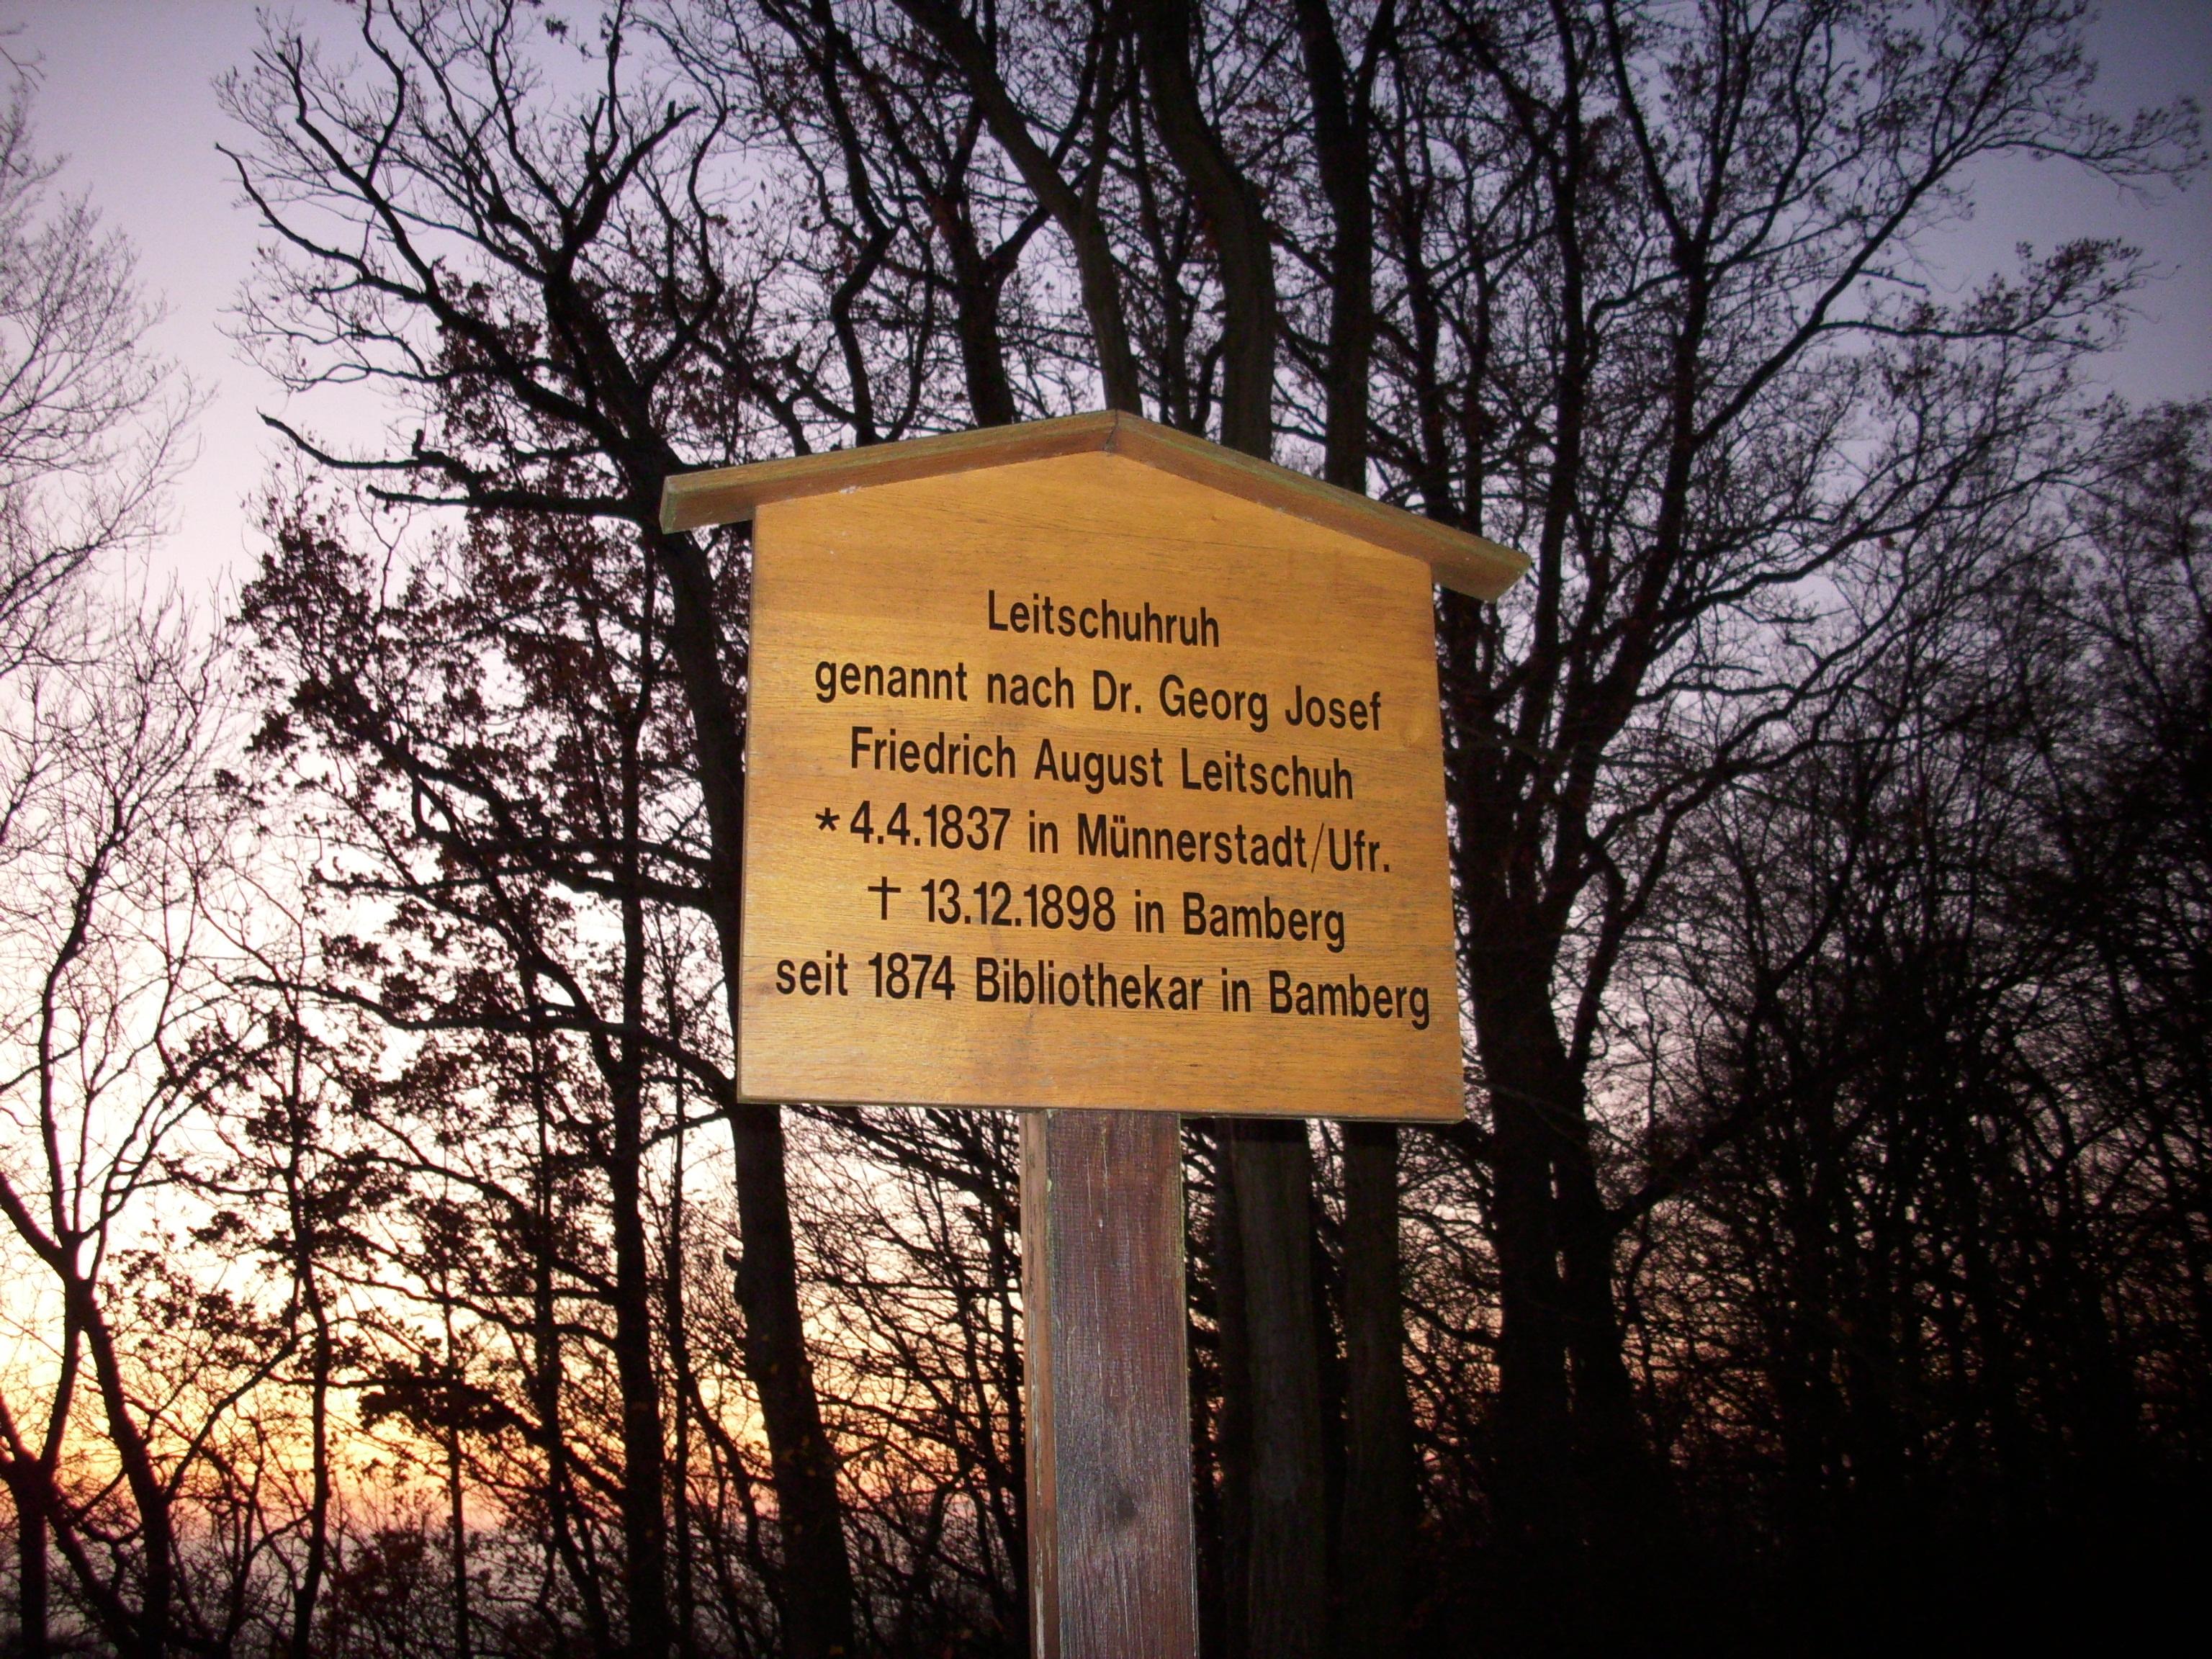 Leitschuhruh
genannt nach Dr. Georg Josef
Friedrich August Leitschuh
* 4.4.1837 in Münnerstadt/Ufr.
† 13.12.1898 in Bamberg
seit 1874 Bibliothekar in Bamberg